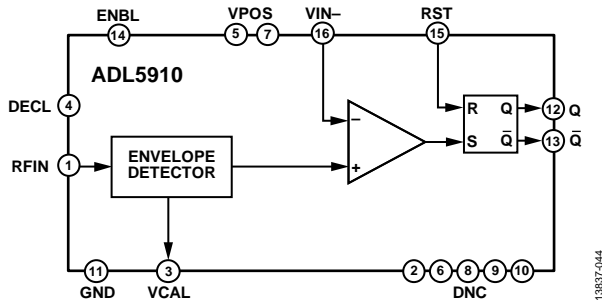 ENBL VPOS VIN– RST
14 5 7 16 15
ADL5910
DECL 4
R Q 12 Q
–
S Q̅ 13 Q̅
RFIN 1
ENVELOPE
DETECTOR
+
11 3 2 6 8 9 10
GND VCAL DNC
13837-044